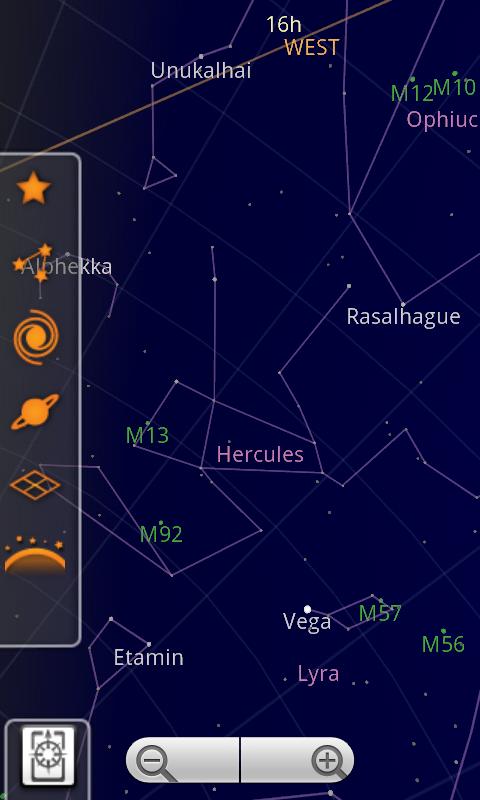 16h
WEST
Unukalhai
M12
M10
Ophiuc
Alphekka
Rasalhague
M13
Hercules
M92
Vega
M57
M56
Etamin
Lyra